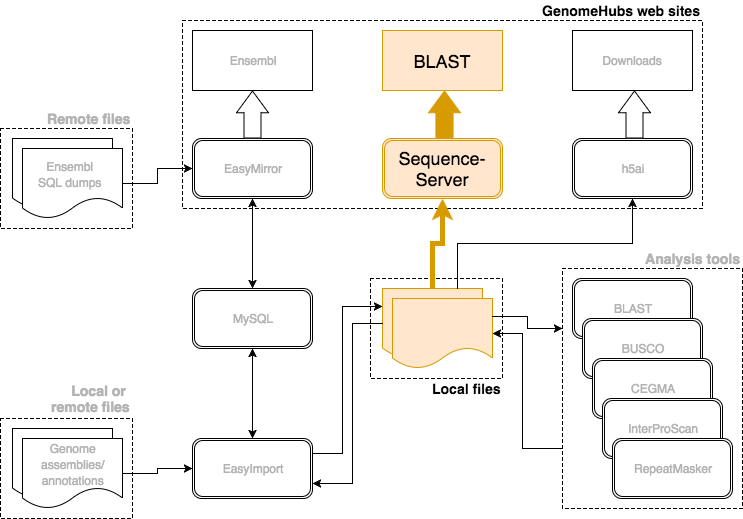 GenomeHubs web sites
Ensembl
BLAST
Downloads
Remote files
Ensembl
SQL dumps
EasyMirror
Sequence-
Server
h5ai
Analysis tools
MySQL
BLAST
BUSCO
CEGMA
InterProScan
RepeatMasker
Local files
Local or
remote files
Genome
assemblies/
annotations
EasyImport